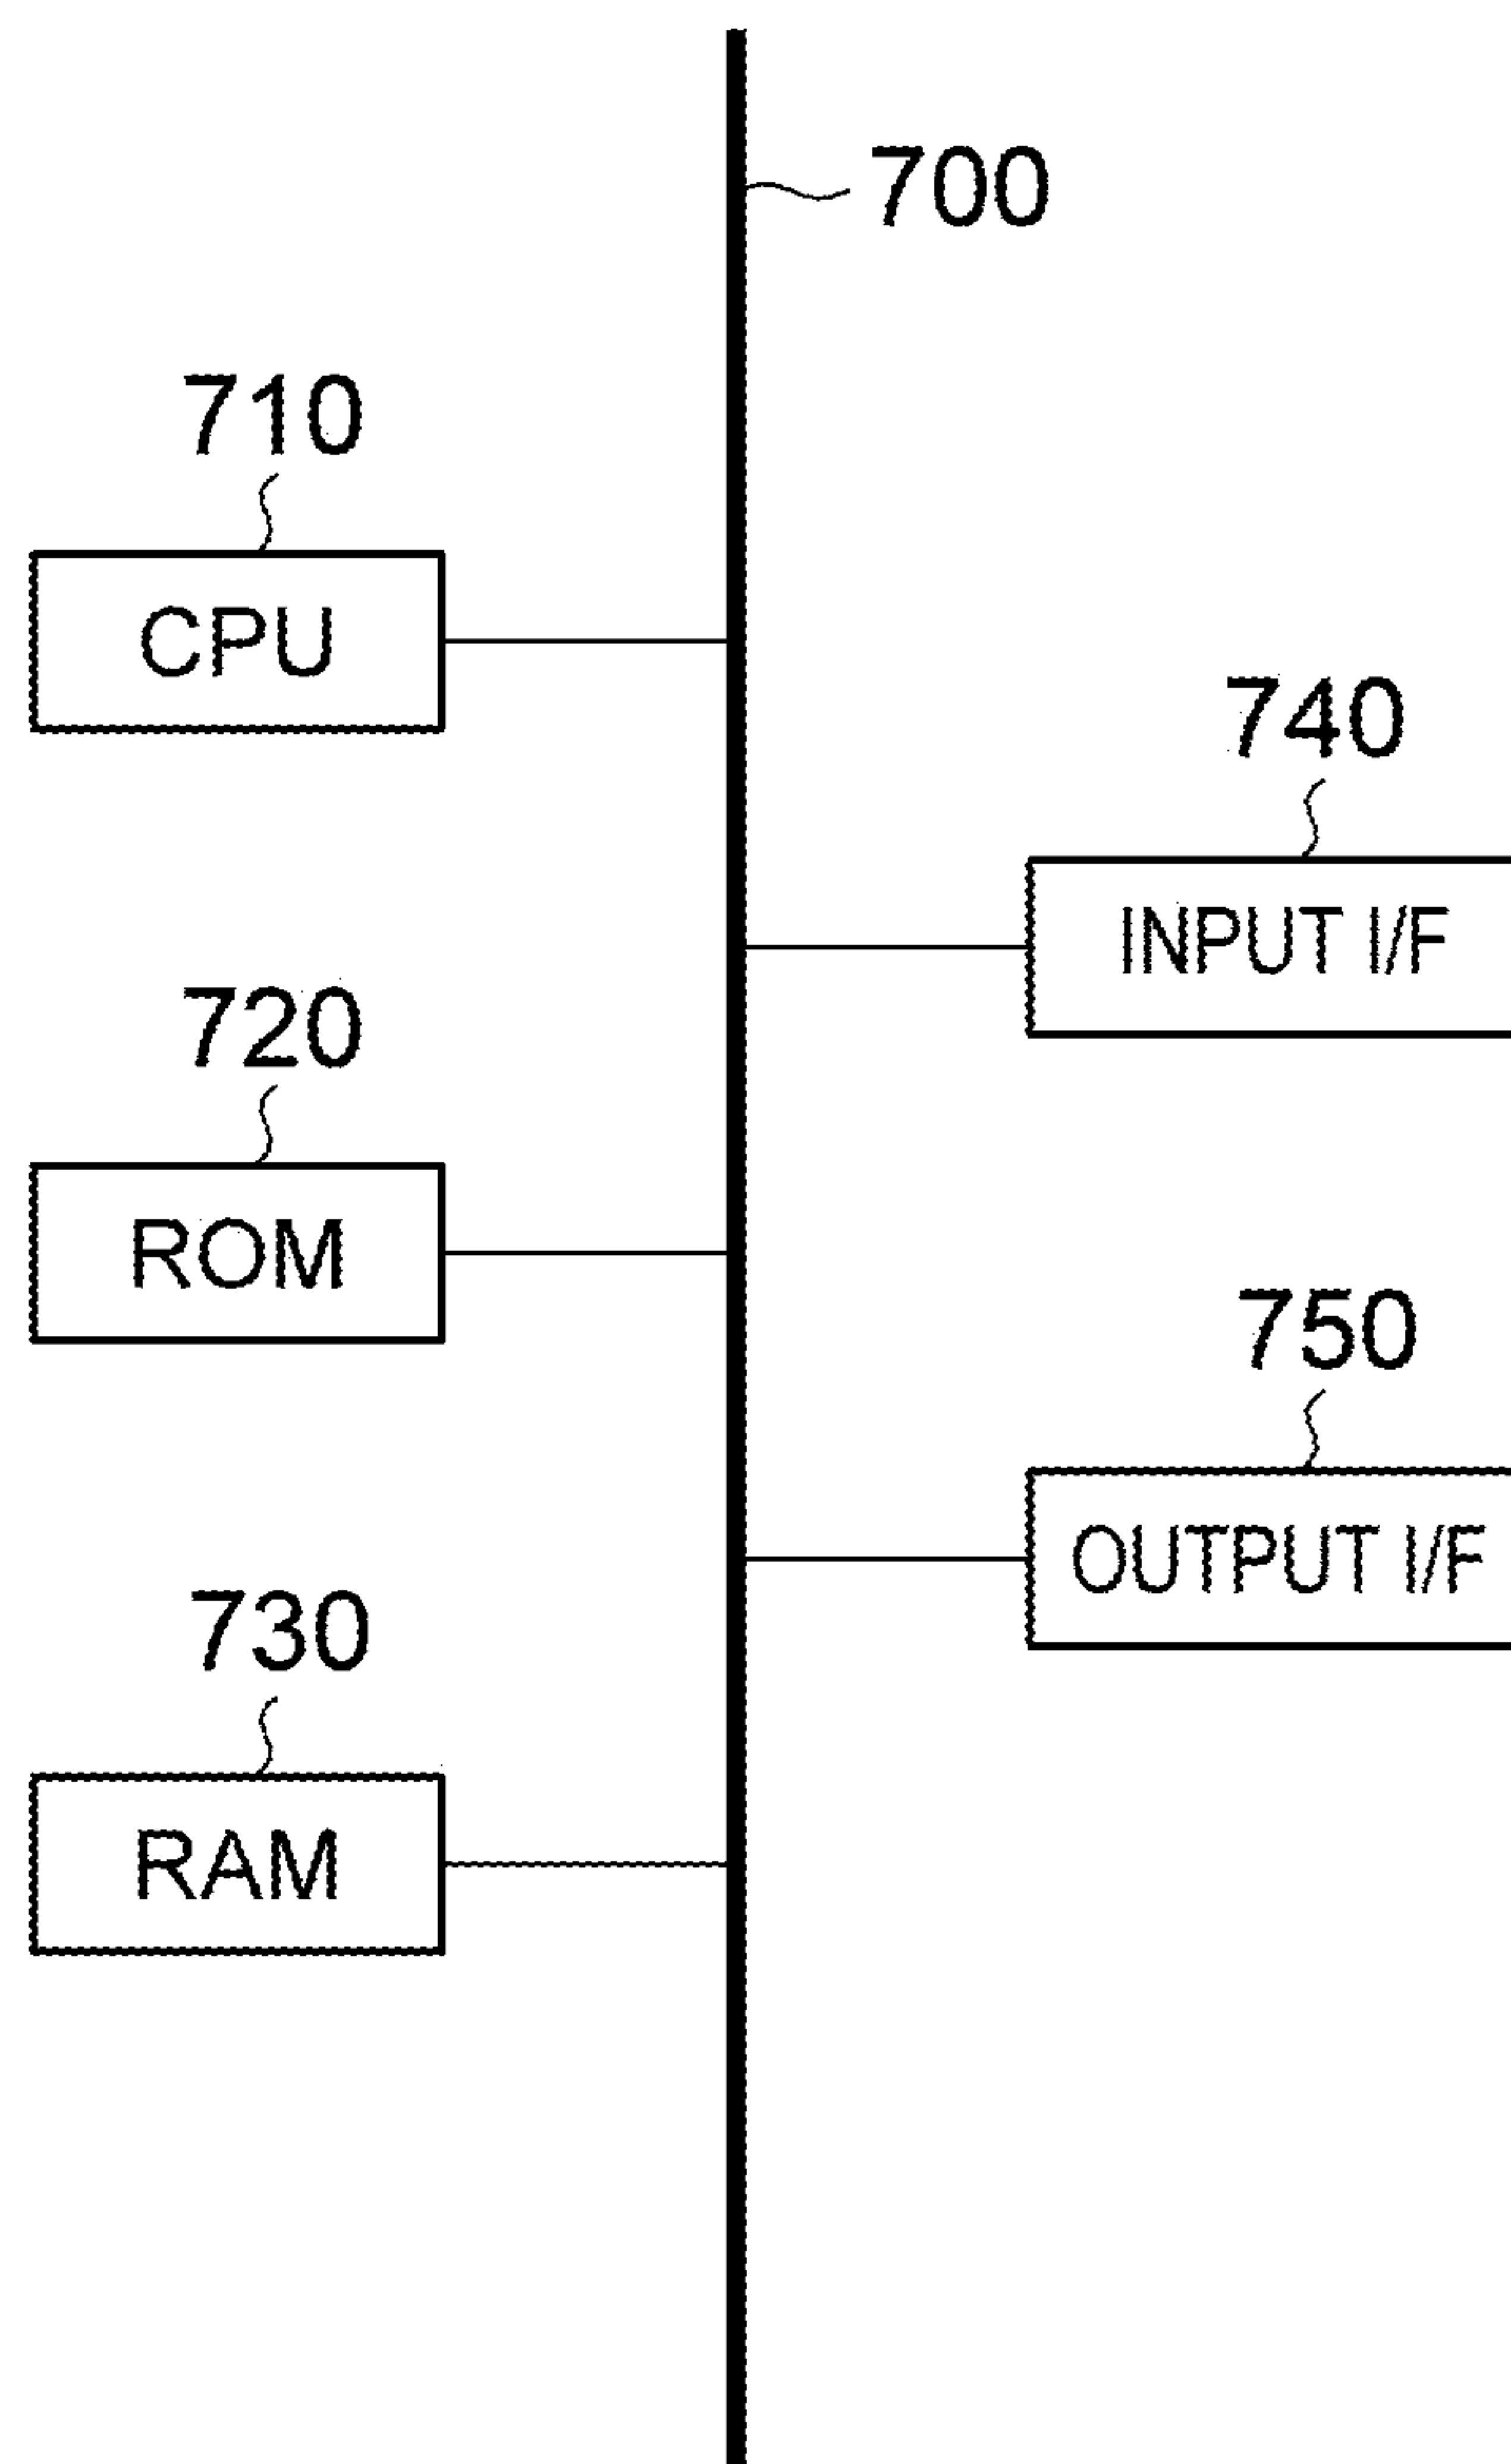 700
710
CPU
740
INPUT I/F
720
ROM
750
OUTPUT I/F
730
RAM